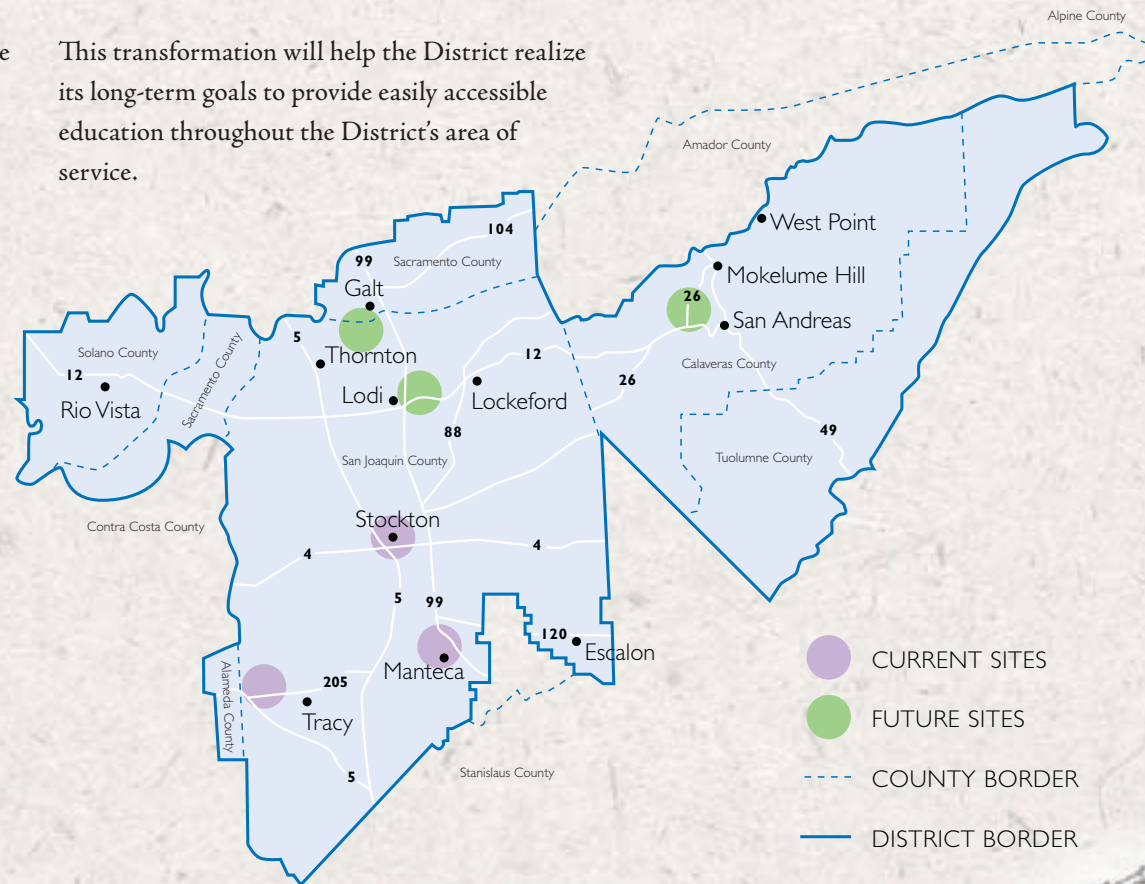 Alpine County
e
This transformation will help the District realize
its long-term goals to provide easily accessible
education throughout the District's area of
service.
Amador County
West Point
104
99
Sacramento County
Mokelume Hill
Galt
26
San Andreas
5
Thornton
Solano County
Sacramento County
12
12
Calaveras County
Rio Vista
Lodi
Lockeford
26
88
49
San Joaquin County
Tuolumne County
Contra Costa County
Stockton
4
4
5
99
120
Escalon
Manteca
Alameda County
205
Tracy
5
Stanislaus County
CURRENT SITES
FUTURE SITES
COUNTY BORDER
DISTRICT BORDER